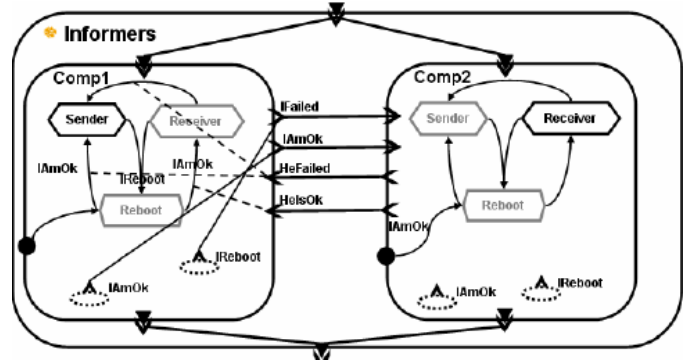 Informers
Comp1
Comp2
Sender
Receiver
IAmOk
IReboot
IAmOk
Reboot
IReboot
IAmOk
IFailed
IAmOk
HeFailed
HeIsOk
Sender
Receiver
Reboot
IAmOk
IAmOk
IReboot